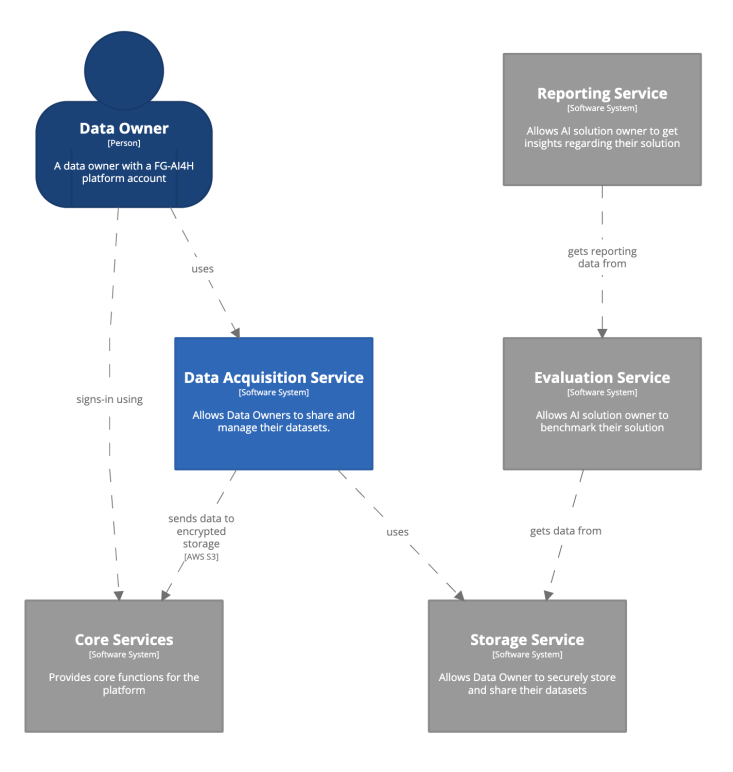 Data Owner
[Person]
A data owner with a FG-AI4H
platform account
Reporting Service
[Software System]
Allows AI solution owner to get
insights regarding their solution
uses
gets reporting
data from
signs-in using
Data Acquisition Service
[Software System]
Allows Data Owners to share and
manage their datasets.
Evaluation Service
[Software System]
Allows AI solution owner to
benchmark their solution
sends data to
encrypted
storage
[AWS S3]
uses
gets data from
Core Services
[Software System]
Provides core functions for the
platform
Storage Service
[Software System]
Allows Data Owner to securely store
and share their datasets